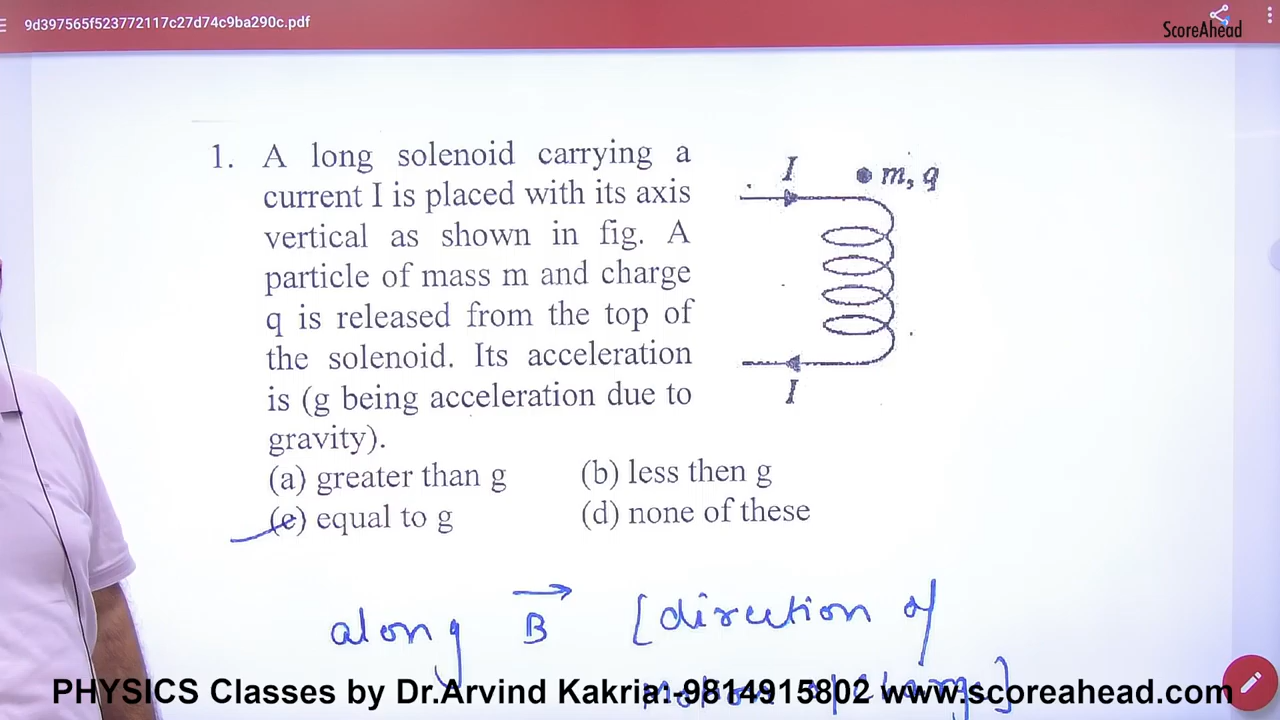 9d397565f523772117c27d74c9ba290c.pdf
ScoreAhead
1. A long solenoid carrying a
current I is placed with its axis
vertical as shown in fig. A
particle of mass m and charge
q is released from the top of
the solenoid. Its acceleration
is (g being acceleration due to
gravity).
(a) greater than g (b) less then g
(c) equal to g (d) none of these
I
m, q
I
along B [direction of
PHYSICS Classes by Dr.Arvind Kakria:-9814915802 www.scoreahead.com